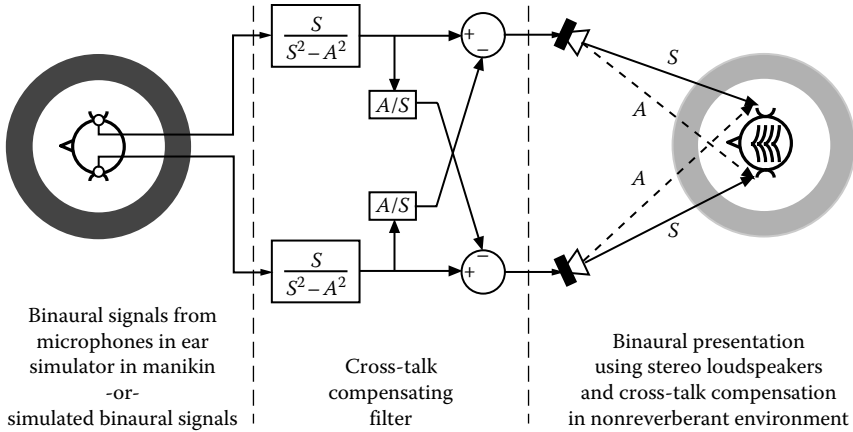 S
S² – A²
+
–
S
A/S
A
A
A/S
S
S² – A²
–
+
S
Binaural signals from
microphones in ear
simulator in manikin
-or-
simulated binaural signals
Cross-talk
compensating
filter
Binaural presentation
using stereo loudspeakers
and cross-talk compensation
in nonreverberant environment